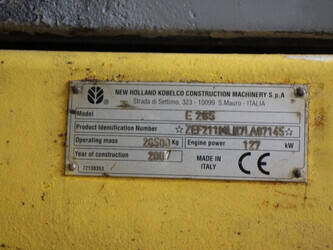 NEW HOLLAND KOBELCO CONSTRUCTION MACHINERY S.p.A
Strada di Settimo, 323 - 10099 S.Mauro - ITALIA
Model E 265
Product Identification Number
Operating mass 26500 Kg Engine power 127 kW
Year of construction 2007
MADE IN ITALY CE